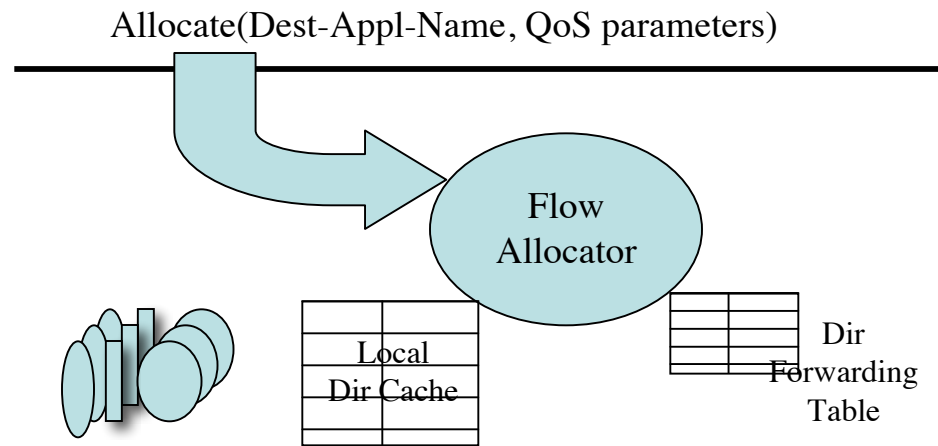 Allocate(Dest-Appl-Name, QoS parameters)
Flow
Allocator
Local
Dir Cache
Dir
Forwarding
Table